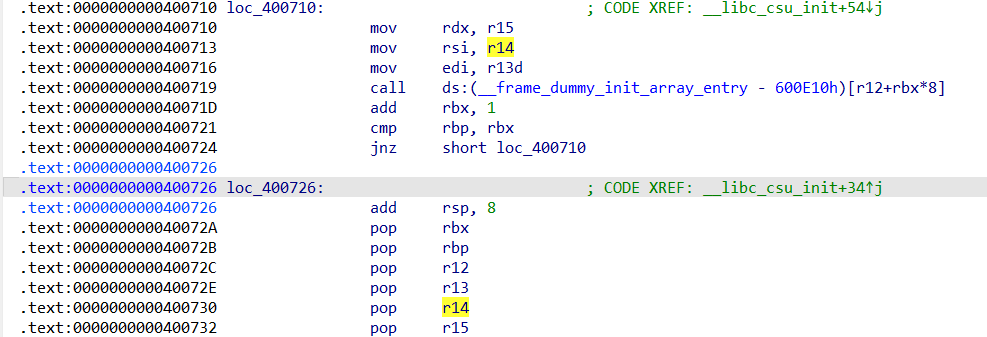 .text:0000000000400710 loc_400710: ; CODE XREF: __libc_csu_init+54↓j
.text:0000000000400710 mov rdx, r15
.text:0000000000400713 mov rsi, r14
.text:0000000000400716 mov edi, r13d
.text:0000000000400719 call ds:(__frame_dummy_init_array_entry - 600E10h)[r12+rbx*8]
.text:000000000040071D add rbx, 1
.text:0000000000400721 cmp rbp, rbx
.text:0000000000400724 jnz short loc_400710
.text:0000000000400726
.text:0000000000400726 loc_400726: ; CODE XREF: __libc_csu_init+34↑j
.text:0000000000400726 add rsp, 8
.text:000000000040072A pop rbx
.text:000000000040072B pop rbp
.text:000000000040072C pop r12
.text:000000000040072E pop r13
.text:0000000000400730 pop r14
.text:0000000000400732 pop r15